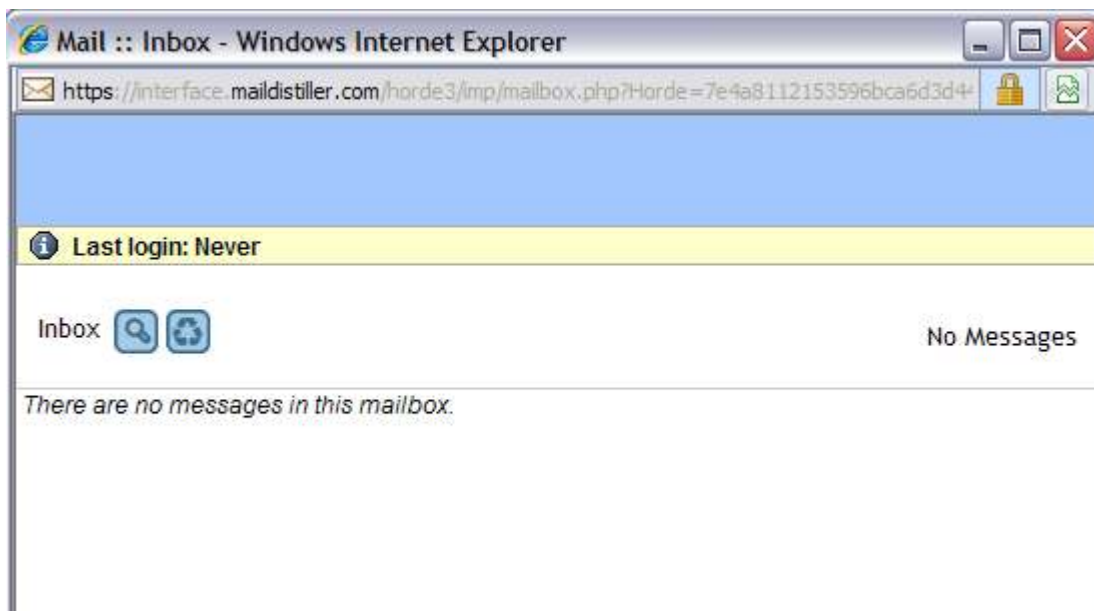 Mail :: Inbox - Windows Internet Explorer
https://interface.maildistiller.com/horde3/imp/mailbox.php?Horde=7e4a8112153596bca6d3d4
Last login: Never
Inbox
No Messages
There are no messages in this mailbox.